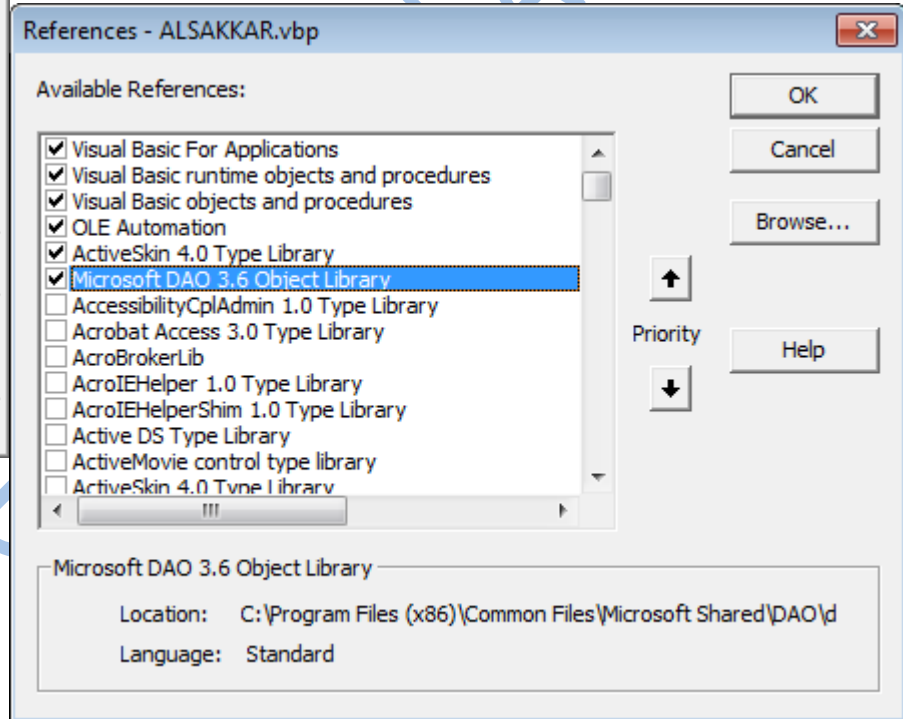 References - ALSAKKAR.vbp
Available References:
OK
Cancel
Browse...
Help
Visual Basic For Applications
Visual Basic runtime objects and procedures
Visual Basic objects and procedures
OLE Automation
ActiveSkin 4.0 Type Library
Microsoft DAO 3.6 Object Library
AccessibilityCplAdmin 1.0 Type Library
Acrobat Access 3.0 Type Library
AcroBrokerLib
AcroIEHelper 1.0 Type Library
AcroIEHelperShim 1.0 Type Library
Active DS Type Library
ActiveMovie control type library
ActiveSkin 4.0 Type Library
Priority
Microsoft DAO 3.6 Object Library
Location: C:\Program Files (x86)\Common Files\Microsoft Shared\DAO\d
Language: Standard